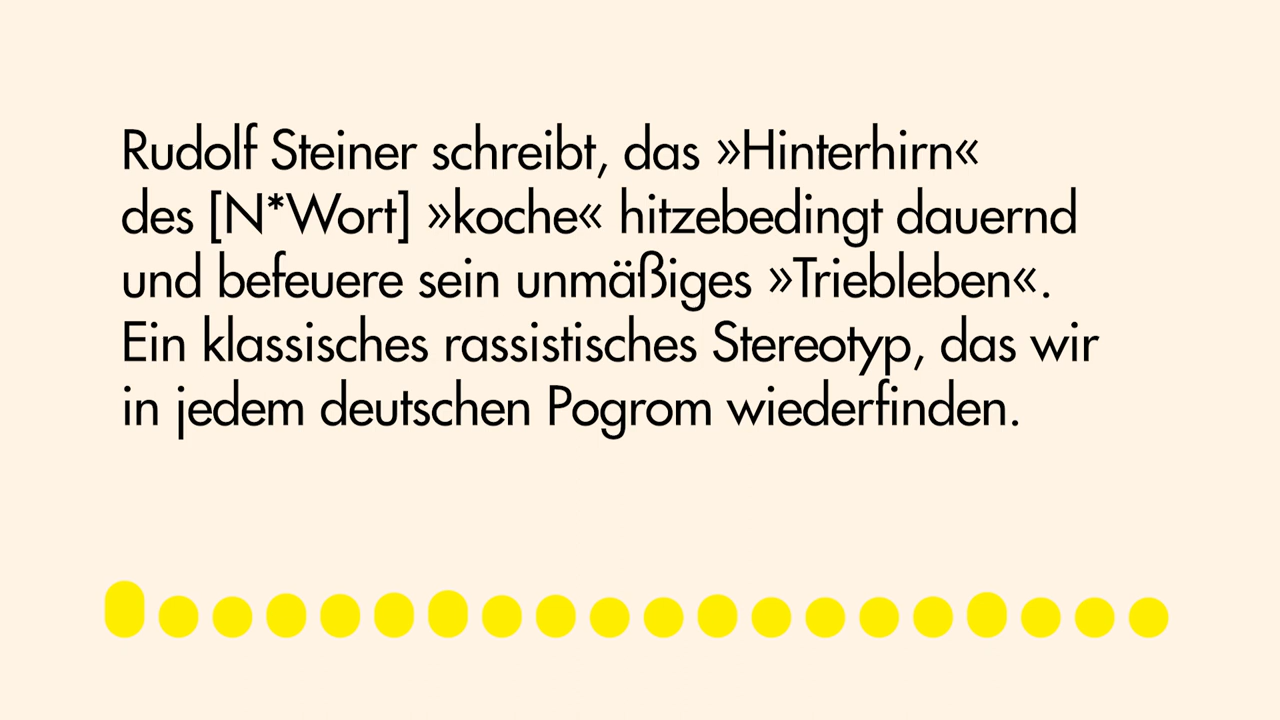 Rudolf Steiner schreibt, das »Hinterhirn«
des [N*Wort] »koche« hitzebedingt dauernd
und befeuere sein unmäßiges »Triebleben«.
Ein klassisches rassistisches Stereotyp, das wir
in jedem deutschen Pogrom wiederfinden.